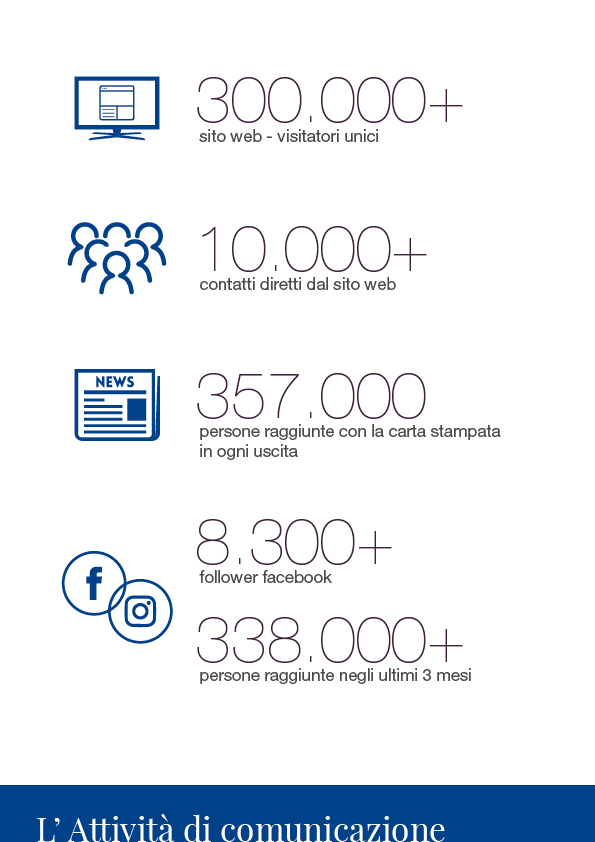 300.000+
sito web - visitatori unici
10.000+
contatti diretti dal sito web
NEWS
357.000
persone raggiunte con la carta stampata
in ogni uscita
8.300+
follower facebook
338.000+
persone raggiunte negli ultimi 3 mesi
L' Attività di comunicazione